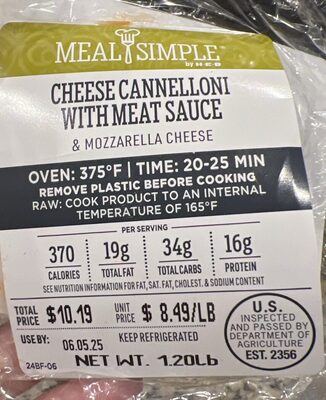 MEAL SIMPLE
by H-E-B
CHEESE CANNELLONI
WITH MEAT SAUCE
& MOZZARELLA CHEESE
OVEN: 375°F | TIME: 20-25 MIN
REMOVE PLASTIC BEFORE COOKING
RAW: COOK PRODUCT TO AN INTERNAL
TEMPERATURE OF 165°F
PER SERVING
370 CALORIES
19g TOTAL FAT
34g TOTAL CARBS
16g PROTEIN
SEE NUTRITION INFORMATION FOR FAT, SAT. FAT, CHOLEST. & SODIUM CONTENT
TOTAL PRICE $10.19
UNIT PRICE $ 8.49/LB
USE BY: 06.05.25
KEEP REFRIGERATED
24BF-06
NET WT. 1.20Lb
U.S.
INSPECTED
AND PASSED BY
DEPARTMENT OF
AGRICULTURE
EST. 2356